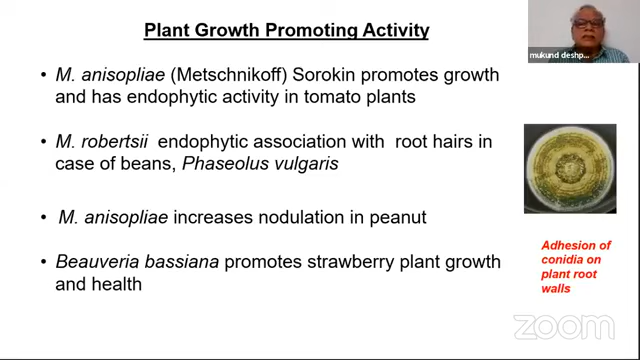 Plant Growth Promoting Activity
mukund deshp...
• M. anisopliae (Metschnikoff) Sorokin promotes growth
and has endophytic activity in tomato plants
• M. robertsii endophytic association with root hairs in
case of beans, Phaseolus vulgaris
• M. anisopliae increases nodulation in peanut
• Beauveria bassiana promotes strawberry plant growth
and health
Adhesion of
conidia on
plant root
walls
zoom